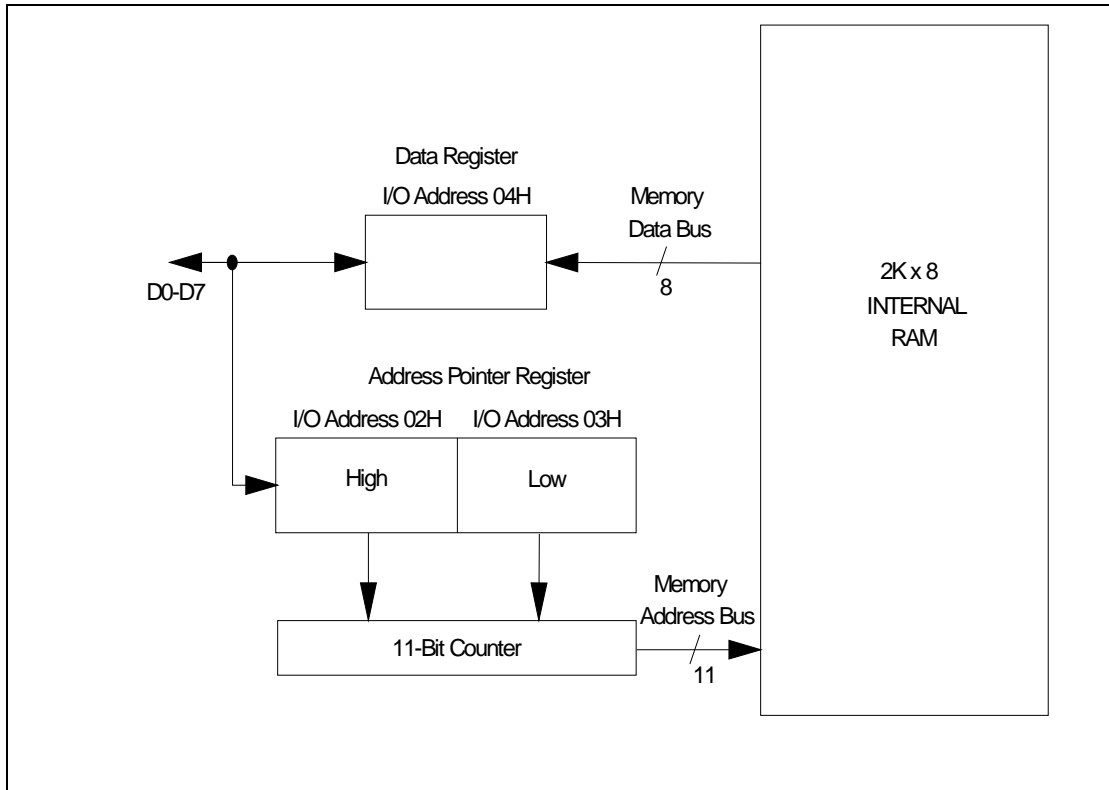 Data Register
I/O Address 04H
Memory
Data Bus
8
D0-D7
2K x 8
INTERNAL
RAM
Address Pointer Register
I/O Address 02H
I/O Address 03H
High
Low
Memory
Address Bus
11
11-Bit Counter